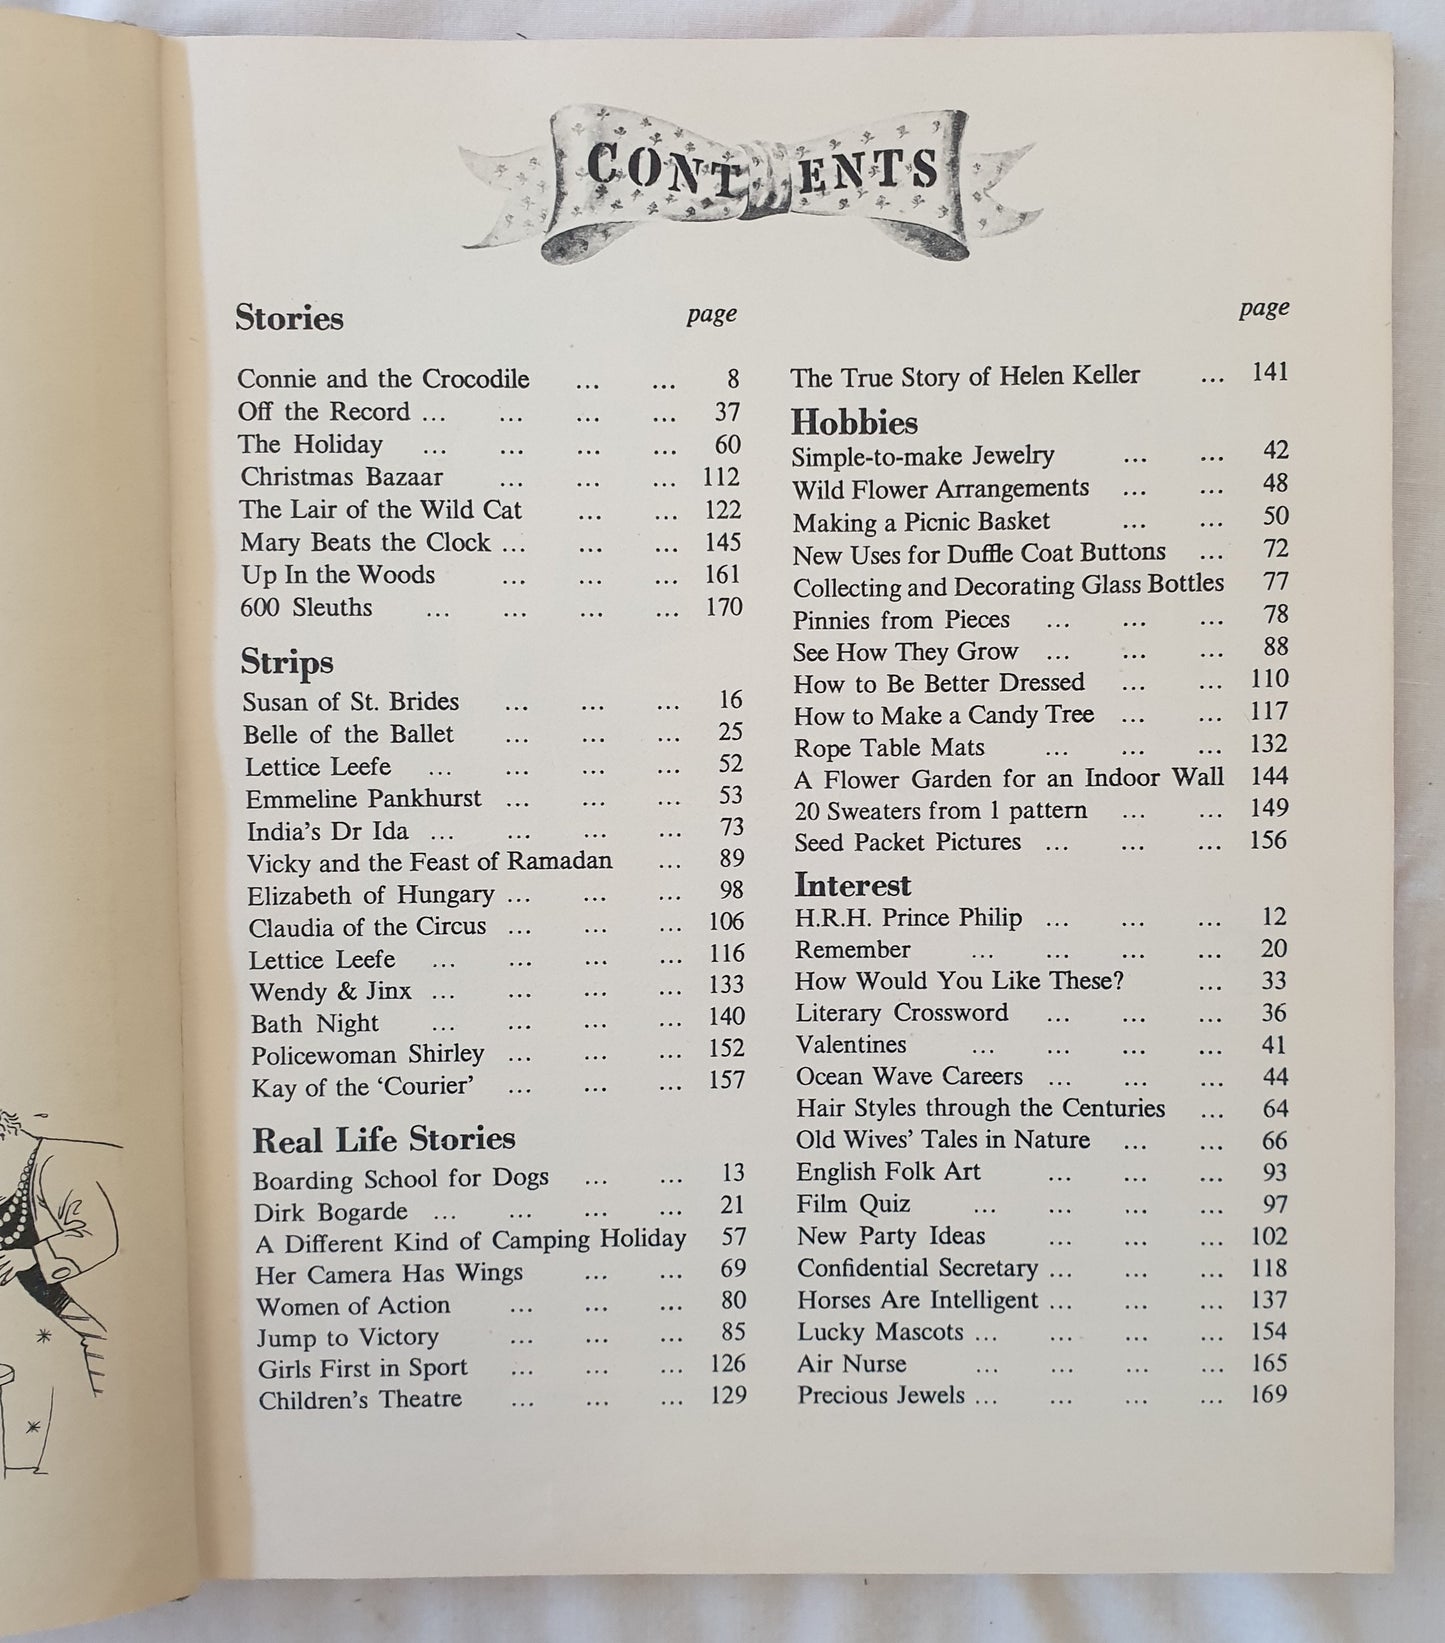 CONTENTS
Stories page
Connie and the Crocodile ... ... 8
Off the Record ... ... ... ... 37
The Holiday ... ... ... ... 60
Christmas Bazaar ... ... ... 112
The Lair of the Wild Cat ... ... 122
Mary Beats the Clock ... ... ... 145
Up In the Woods ... ... ... 161
600 Sleuths ... ... ... ... 170
Strips
Susan of St. Brides ... ... ... 16
Belle of the Ballet ... ... ... 25
Lettice Leefe ... ... ... ... 52
Emmeline Pankhurst ... ... ... 53
India's Dr Ida ... ... ... ... 73
Vicky and the Feast of Ramadan ... 89
Elizabeth of Hungary ... ... ... 98
Claudia of the Circus ... ... ... 106
Lettice Leefe ... ... ... ... 116
Wendy & Jinx ... ... ... ... 133
Bath Night ... ... ... ... 140
Policewoman Shirley ... ... ... 152
Kay of the 'Courier' ... ... ... 157
Real Life Stories
Boarding School for Dogs ... ... 13
Dirk Bogarde ... ... ... ... 21
A Different Kind of Camping Holiday 57
Her Camera Has Wings ... ... 69
Women of Action ... ... ... 80
Jump to Victory ... ... ... 85
Girls First in Sport ... ... ... 126
Children's Theatre ... ... ... 129
page
The True Story of Helen Keller ... 141
Hobbies
Simple-to-make Jewelry ... ... 42
Wild Flower Arrangements ... ... 48
Making a Picnic Basket ... ... 50
New Uses for Duffle Coat Buttons ... 72
Collecting and Decorating Glass Bottles 77
Pinnies from Pieces ... ... ... 78
See How They Grow ... ... ... 88
How to Be Better Dressed ... ... 110
How to Make a Candy Tree ... ... 117
Rope Table Mats ... ... ... 132
A Flower Garden for an Indoor Wall 144
20 Sweaters from 1 pattern ... ... 149
Seed Packet Pictures ... ... ... 156
Interest
H.R.H. Prince Philip ... ... ... 12
Remember ... ... ... ... 20
How Would You Like These? ... 33
Literary Crossword ... ... ... 36
Valentines ... ... ... ... 41
Ocean Wave Careers ... ... ... 44
Hair Styles through the Centuries ... 64
Old Wives' Tales in Nature ... ... 66
English Folk Art ... ... ... 93
Film Quiz ... ... ... ... 97
New Party Ideas ... ... ... 102
Confidential Secretary ... ... ... 118
Horses Are Intelligent ... ... ... 137
Lucky Mascots ... ... ... ... 154
Air Nurse ... ... ... ... 165
Precious Jewels ... ... ... ... 169